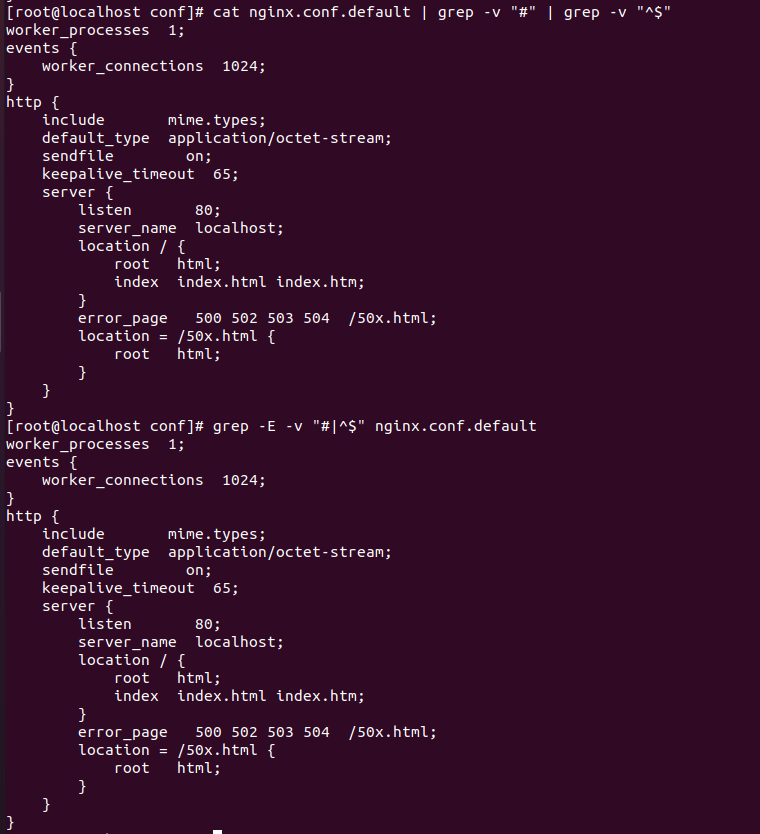 [root@localhost conf]# cat nginx.conf.default | grep -v "#" | grep -v "^$"
worker_processes  1;
events {
    worker_connections  1024;
}
http {
    include       mime.types;
    default_type  application/octet-stream;
    sendfile        on;
    keepalive_timeout  65;
    server {
        listen       80;
        server_name  localhost;
        location / {
            root   html;
            index  index.html index.htm;
        }
        error_page   500 502 503 504  /50x.html;
        location = /50x.html {
            root   html;
        }
    }
}
[root@localhost conf]# grep -E -v "#|^$" nginx.conf.default
worker_processes  1;
events {
    worker_connections  1024;
}
http {
    include       mime.types;
    default_type  application/octet-stream;
    sendfile        on;
    keepalive_timeout  65;
    server {
        listen       80;
        server_name  localhost;
        location / {
            root   html;
            index  index.html index.htm;
        }
        error_page   500 502 503 504  /50x.html;
        location = /50x.html {
            root   html;
        }
    }
}